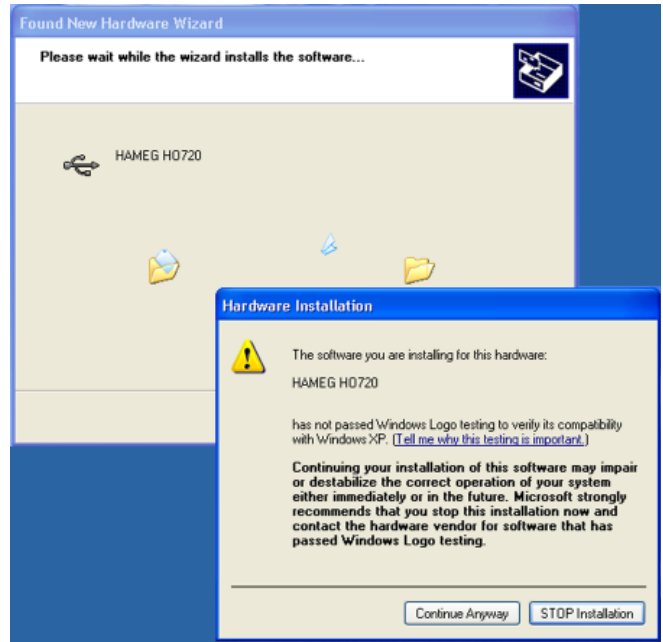 Found New Hardware Wizard
Please wait while the wizard installs the software...
HAMEG HO720
Hardware Installation
The software you are installing for this hardware:
HAMEG HO720
has not passed Windows Logo testing to verify its compatibility
with Windows XP. (Tell me why this testing is important.)
Continuing your installation of this software may impair
or destabilize the correct operation of your system
either immediately or in the future. Microsoft strongly
recommends that you stop this installation now and
contact the hardware vendor for software that has
passed Windows Logo testing.
Continue Anyway
STOP Installation